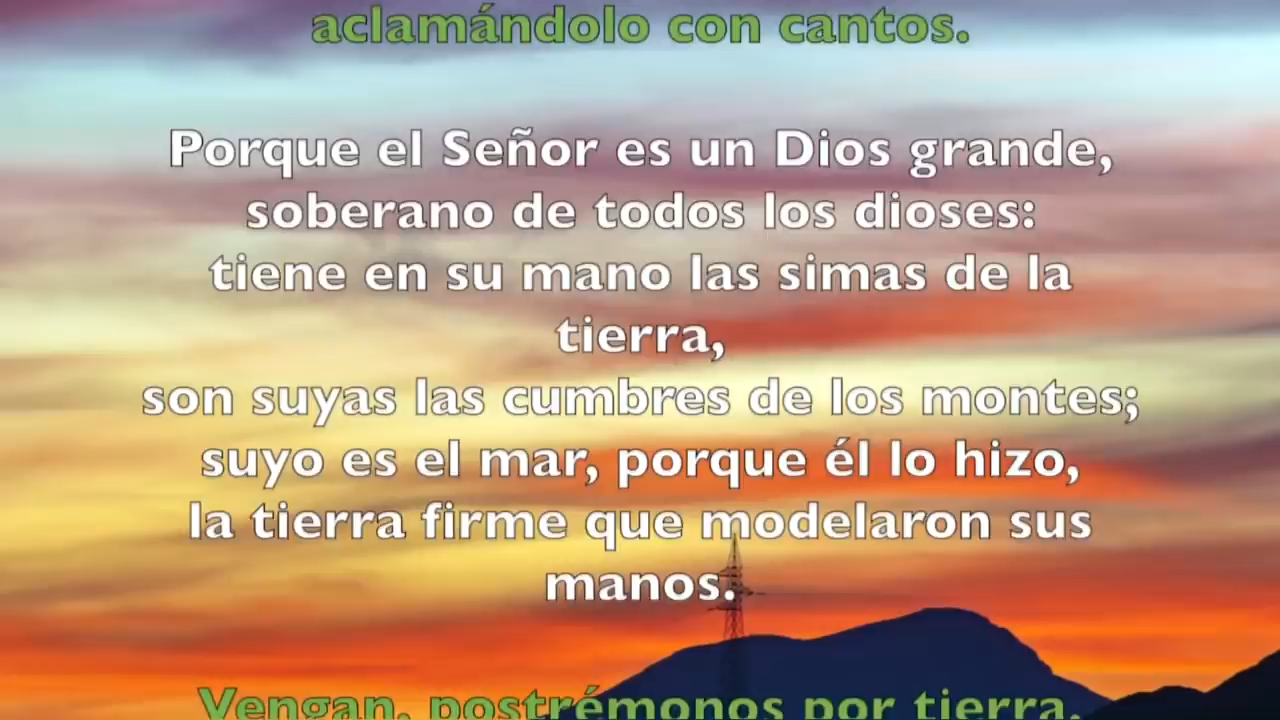 aclamándolo con cantos.
Porque el Señor es un Dios grande,
soberano de todos los dioses:
tiene en su mano las simas de la
tierra,
son suyas las cumbres de los montes;
suyo es el mar, porque él lo hizo,
la tierra firme que modelaron sus
manos.
Vengan, postrémonos por tierra,